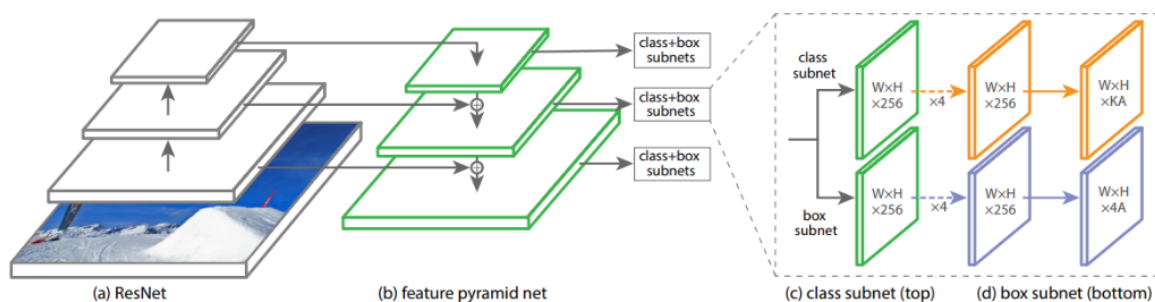 class+box
subnets
class+box
subnets
class+box
subnets
class
subnet
W×H
×256
×4
W×H
×256
W×H
×KA
box
subnet
W×H
×256
×4
W×H
×256
W×H
×4A
(a) ResNet
(b) feature pyramid net
(c) class subnet (top)
(d) box subnet (bottom)